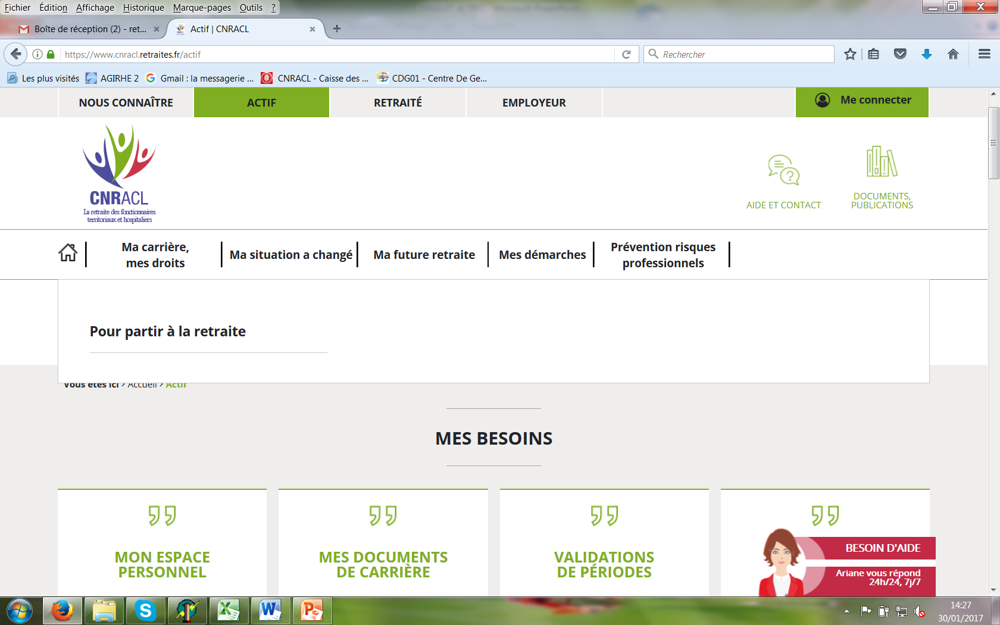 Fichier Édition Affichage Historique Marque-pages Outils ?
Boîte de réception (2) - ret... Actif | CNRACL
https://www.cnracl.retraites.fr/actif Rechercher
Les plus visités AGIRHE 2 Gmail : la messagerie ... CNRACL - Caisse des ... CDG01 - Centre De Ge...
NOUS CONNAÎTRE ACTIF RETRAITÉ EMPLOYEUR Me connecter
CNRACL
La retraite des fonctionnaires
territoriaux et hospitaliers
AIDE ET CONTACT
DOCUMENTS,
PUBLICATIONS
Ma carrière,
mes droits
Ma situation a changé
Ma future retraite
Mes démarches
Prévention risques
professionnels
Pour partir à la retraite
Vous êtes ici > Accueil > Actif
MES BESOINS
MON ESPACE
PERSONNEL
MES DOCUMENTS
DE CARRIÈRE
VALIDATIONS
DE PÉRIODES
BESOIN D'AIDE
Ariane vous répond
24h/24, 7j/7
14:27
30/01/2017